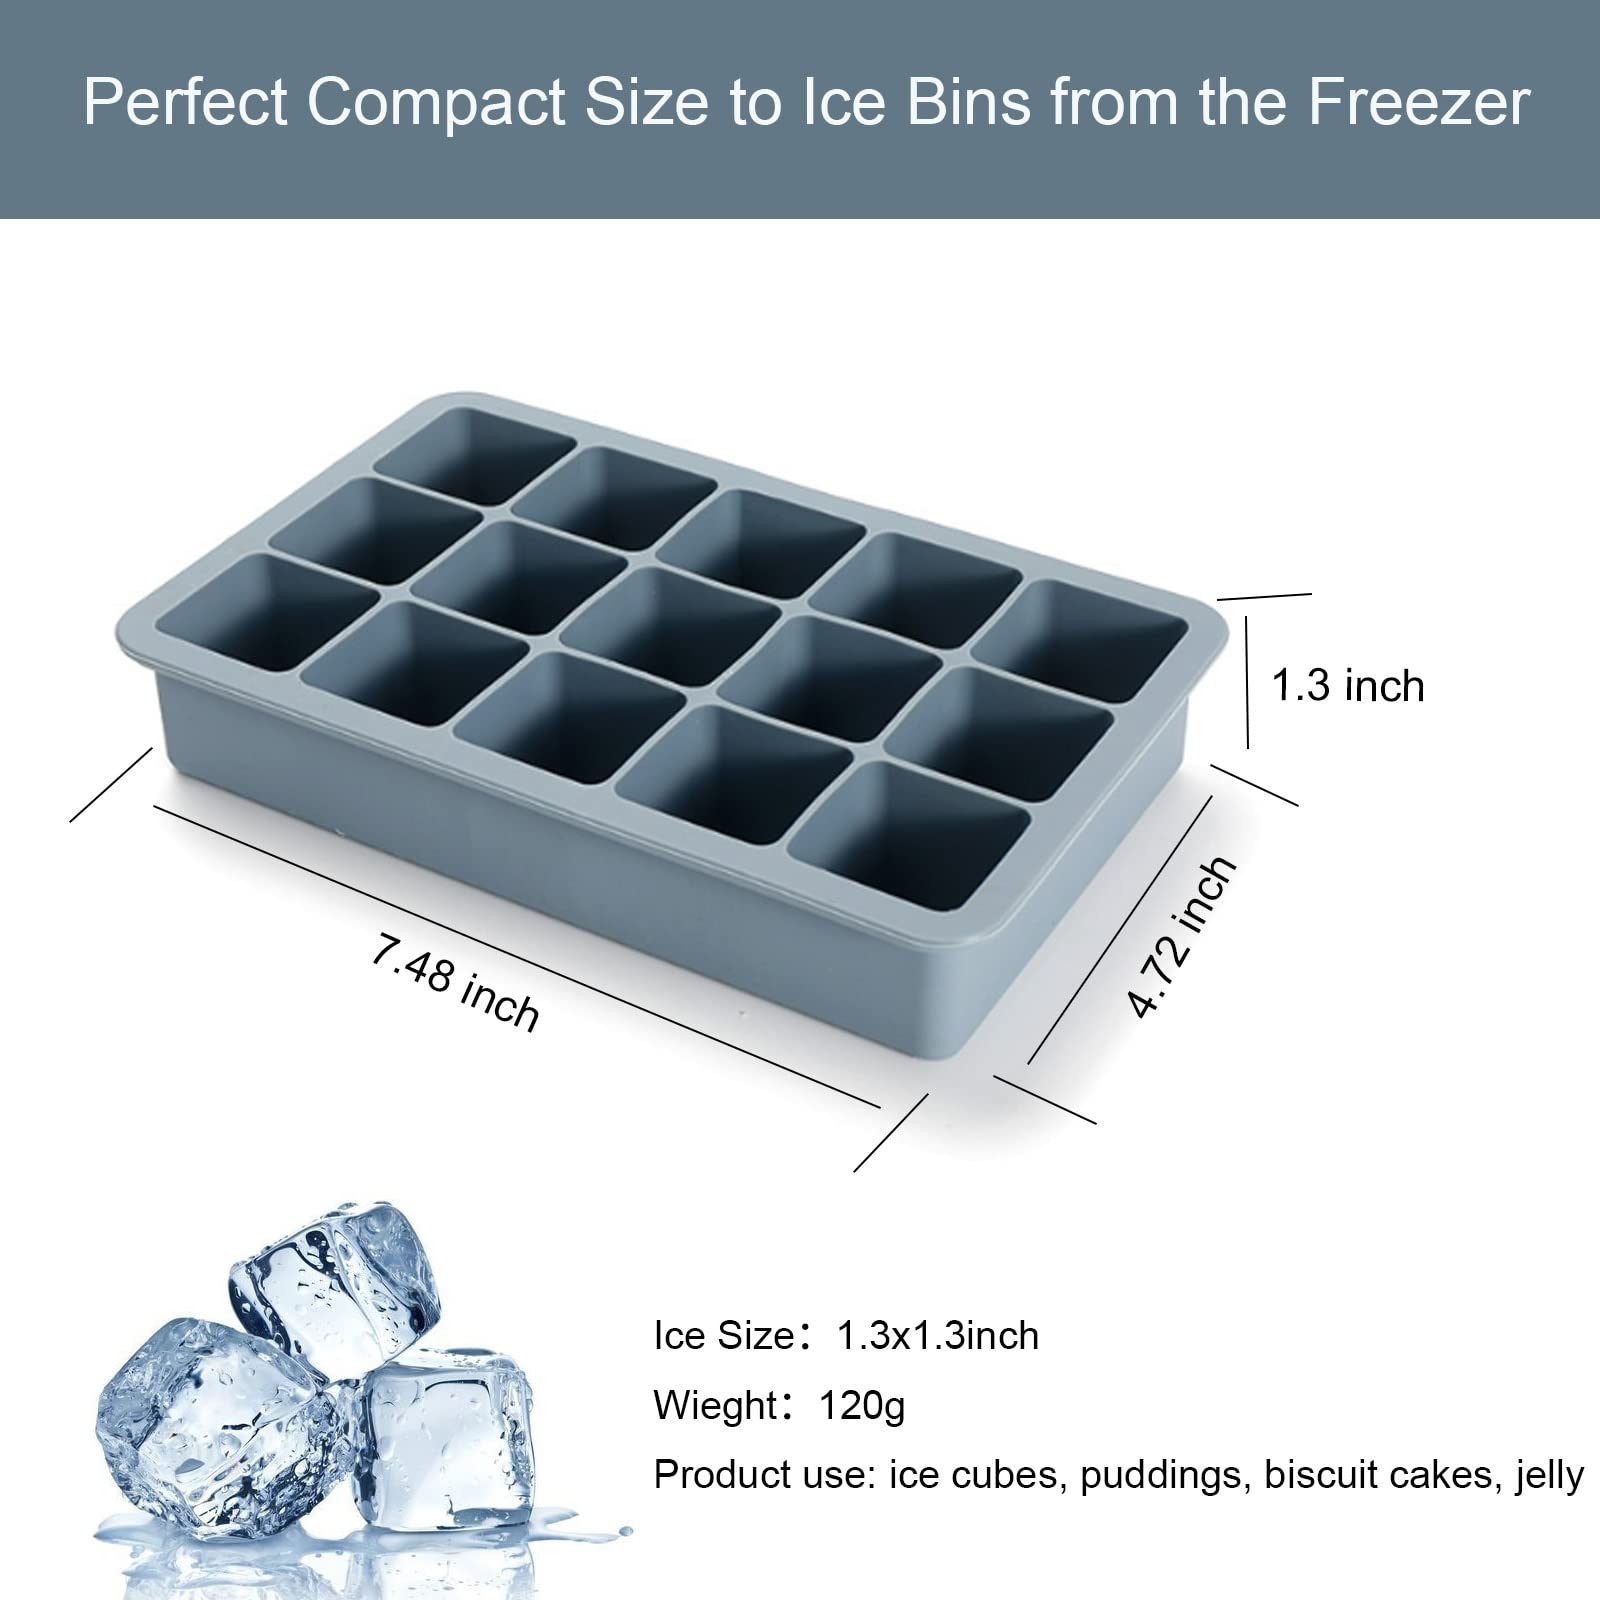 Perfect Compact Size to Ice Bins from the Freezer
1.3 inch
4.72 inch
7.48 inch
Ice Size：1.3x1.3inch
Wieght：120g
Product use: ice cubes, puddings, biscuit cakes, jelly